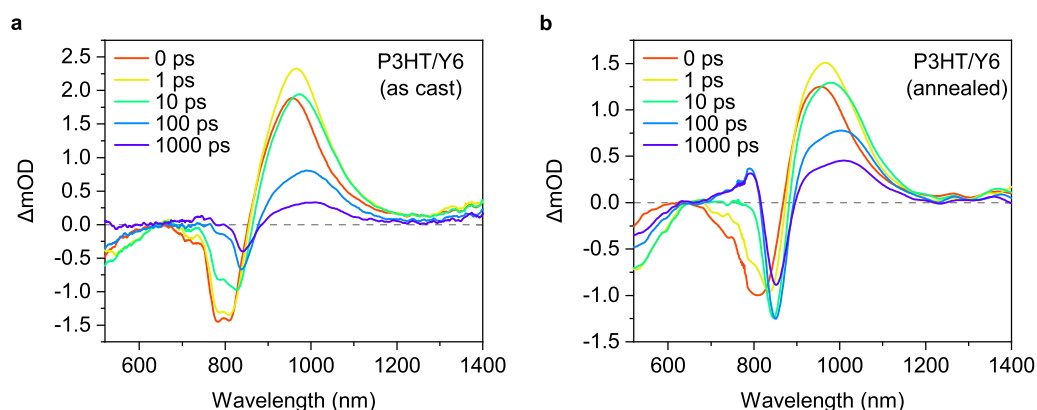 a
b
2.5
2.0
1.5
1.0
0.5
0.0
-0.5
-1.0
-1.5
ΔmOD
0 ps
1 ps
10 ps
100 ps
1000 ps
P3HT/Y6
(as cast)
600
800
1000
1200
1400
Wavelength (nm)
1.5
1.0
0.5
0.0
-0.5
-1.0
-1.5
ΔmOD
0 ps
1 ps
10 ps
100 ps
1000 ps
P3HT/Y6
(annealed)
600
800
1000
1200
1400
Wavelength (nm)